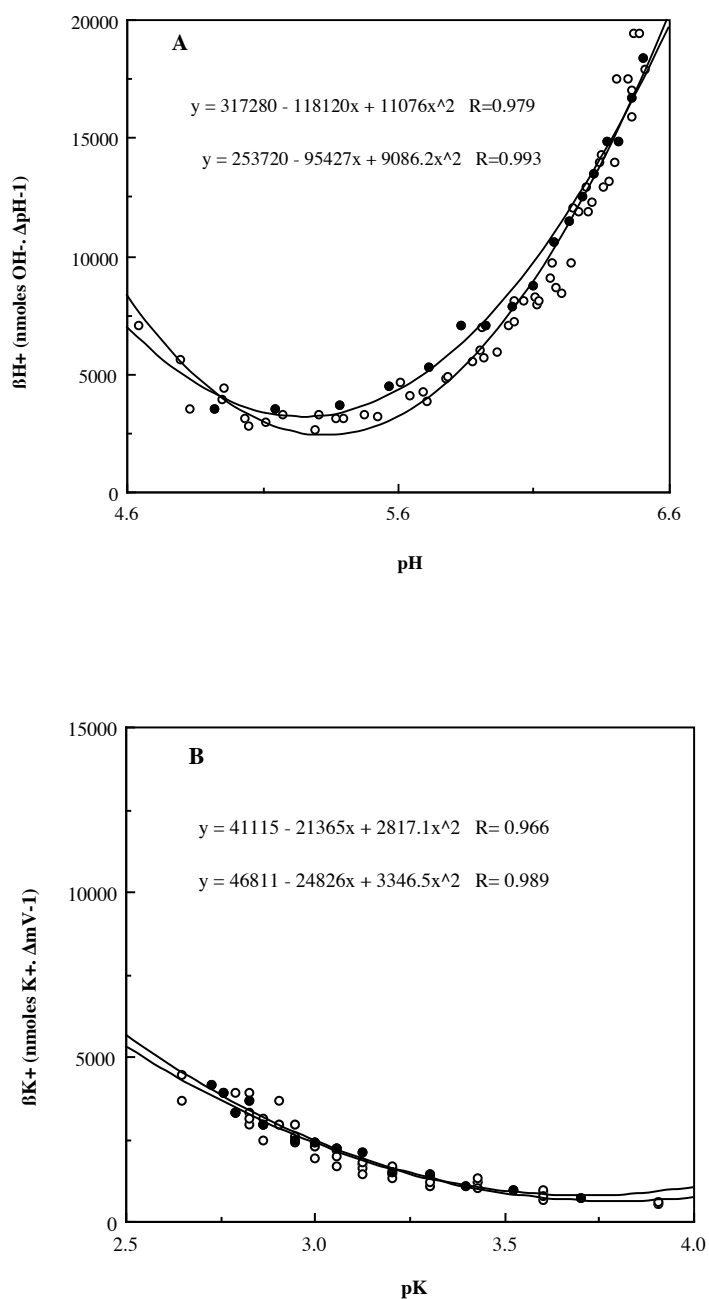 20000
A
y = 317280 - 118120x + 11076x^2 R=0.979
15000
y = 253720 - 95427x + 9086.2x^2 R=0.993
ßH+ (nmoles OH-. ΔpH-1)
10000
5000
0
4.6 5.6 6.6
pH
15000
B
y = 41115 - 21365x + 2817.1x^2 R= 0.966
y = 46811 - 24826x + 3346.5x^2 R= 0.989
10000
ßK+ (nmoles K+. ΔmV-1)
5000
0
2.5 3.0 3.5 4.0
pK